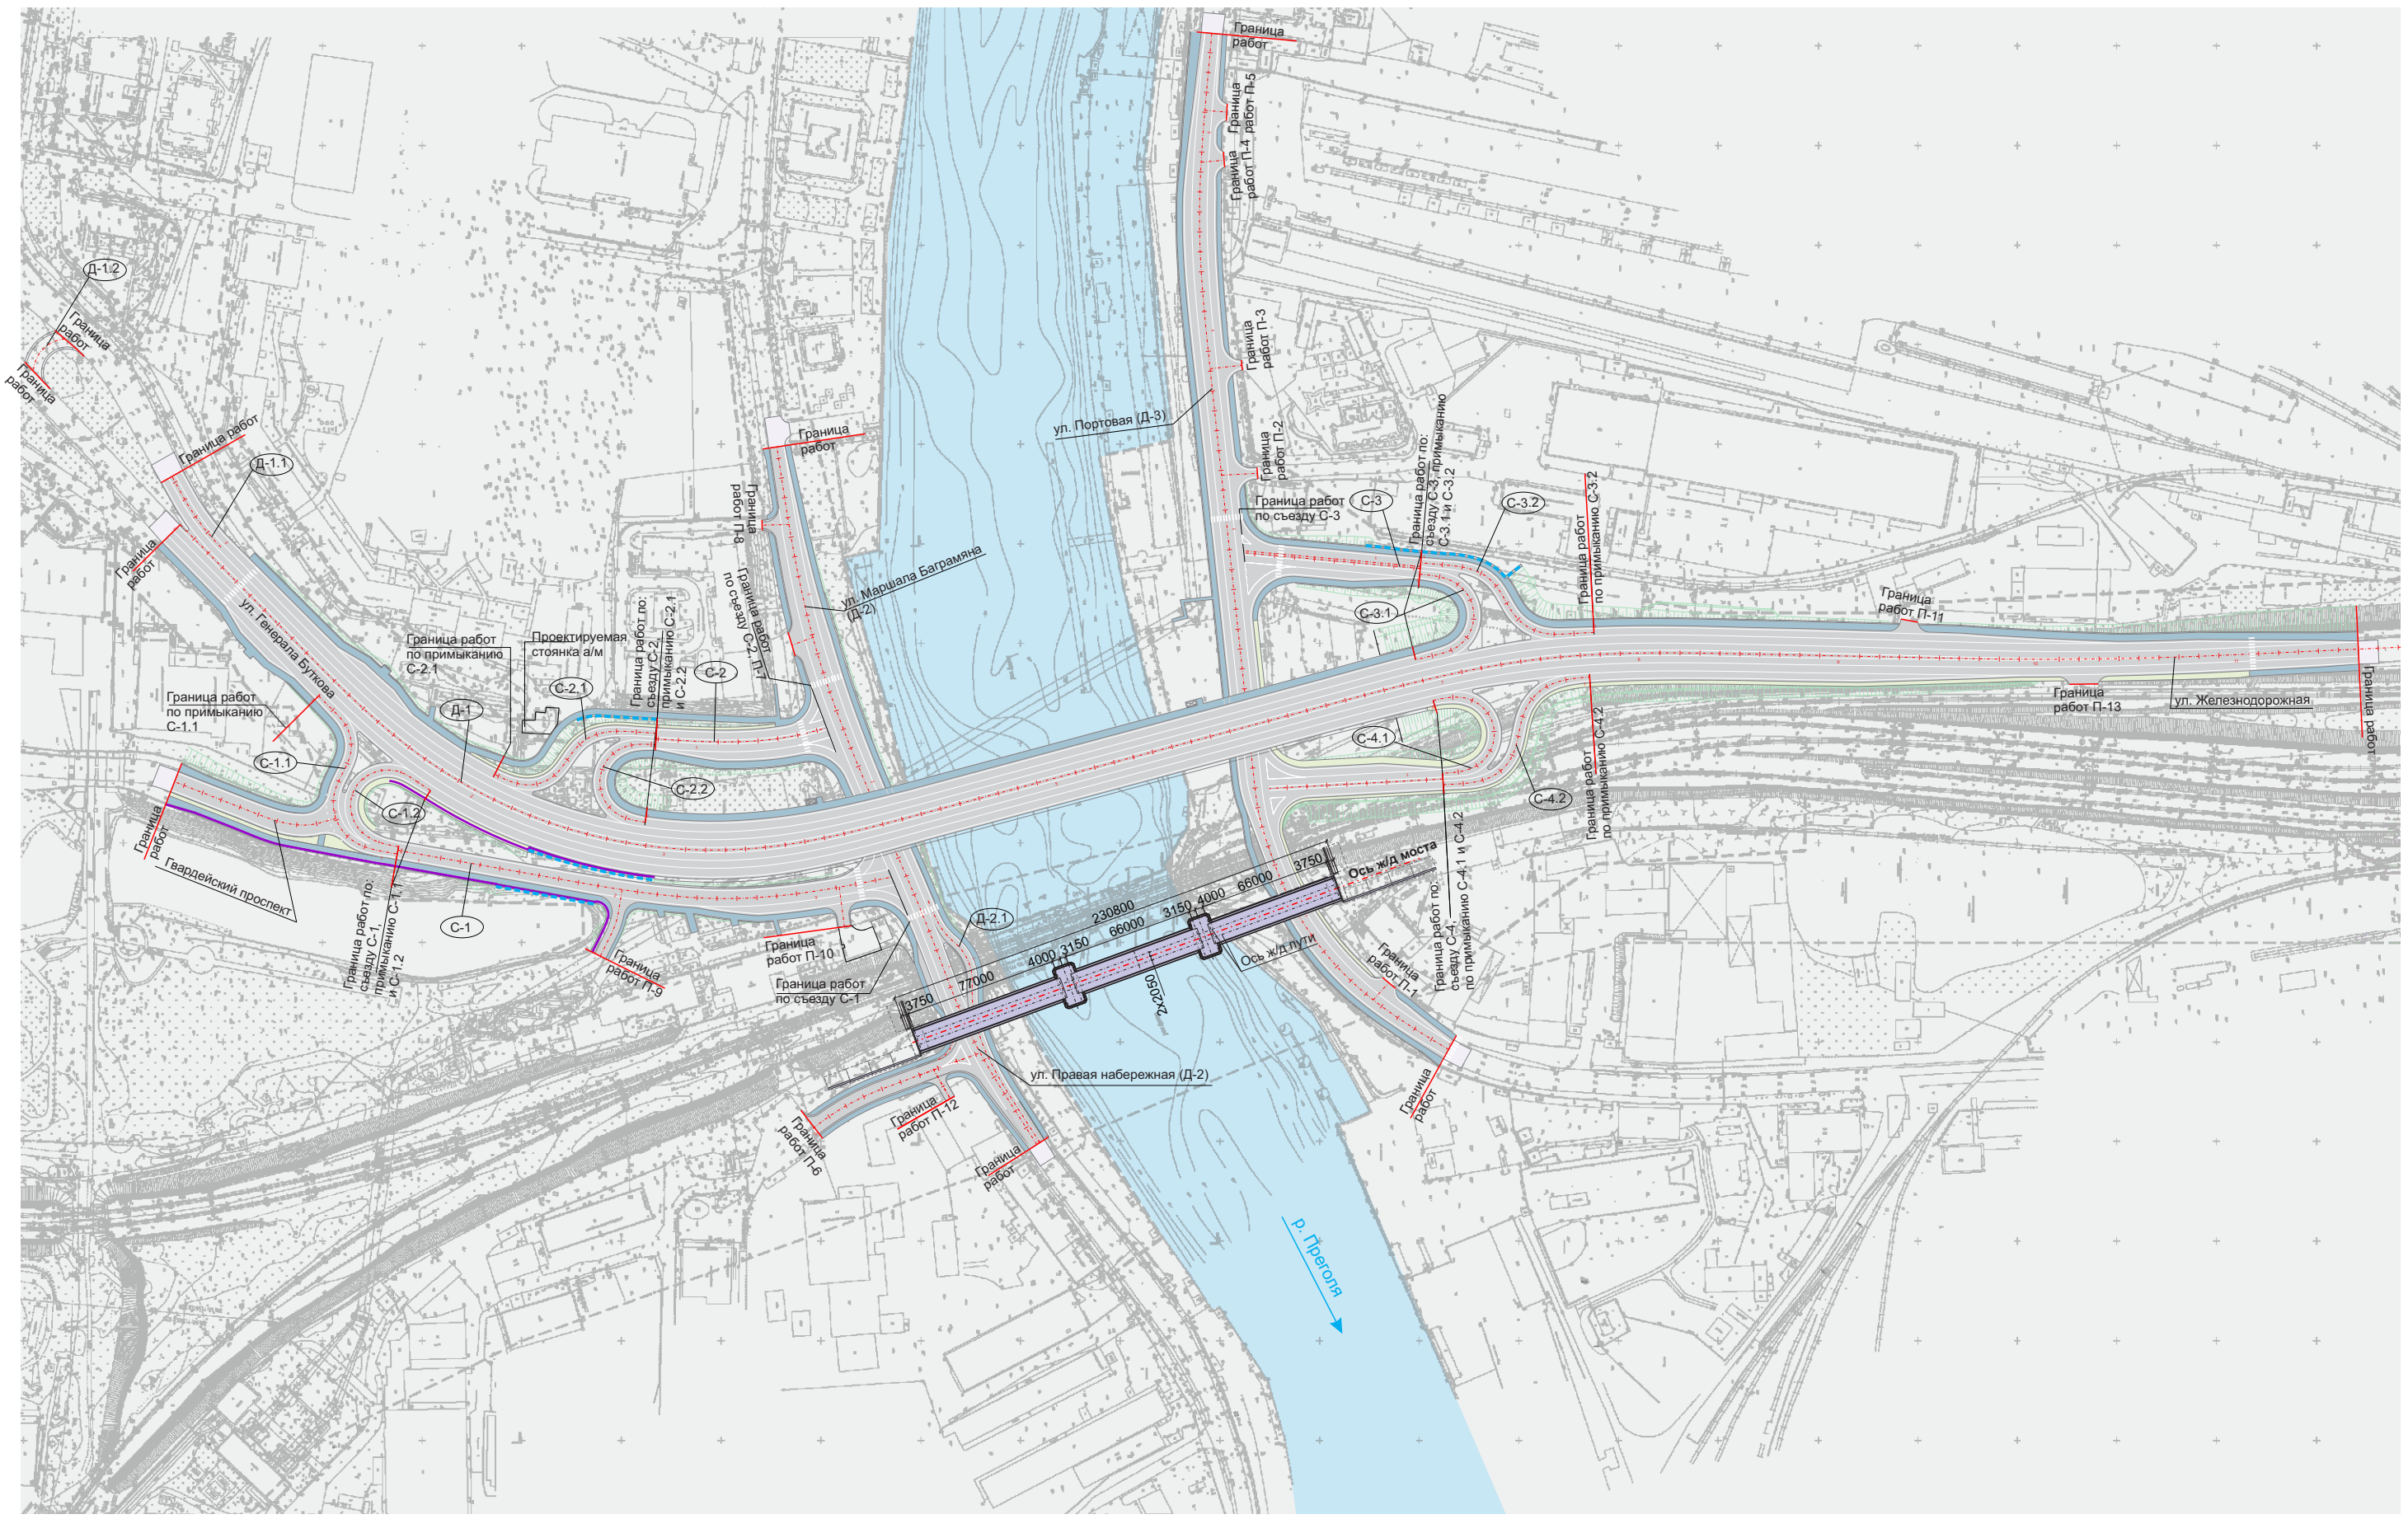 Граница
работ
Граница
работ П-5
Граница
работ П-4
Д-1.2
Граница
работ
Граница
работ
Граница
работ П-3
ул. Портовая (Д-3)
Граница работ
Д-1.1
Граница
работ
Граница
работ П-2
Граница работ по:
съезду С-3, примыканию
С-3.1 и С-3.2
Граница работ
по съезду С-3
С-3
С-3.2
Граница работ
по примыканию С-3.2
Граница
работ П-8
Граница
работ
ул. Генерала Буткова
ул. Маршала Баграмяна
(Д-2)
Граница работ
по съезду С-2, П-7
С-3.1
Граница
работ П-11
Граница работ
по примыканию
С-2.1
Проектируемая
стоянка а/м
Граница работ по:
съезду С-2,
примыканию С-2.1
и С-2.2
С-2
С-2.1
Граница работ
по примыканию
С-1.1
Д-1
С-1.1
С-2.2
С-1.2
Граница
работ П-13
ул. Железнодорожная
Граница работ
С-4.1
С-4.2
Граница работ
по примыканию С-4.2
Граница
работ
Гвардейский проспект
Граница работ по:
съезду С-1,
примыканию С-1.1
и С-1.2
С-1
Граница
работ П-9
Граница
работ П-10
Граница работ
по съезду С-1
Д-2.1
3750
77000
4000
3150
66000
230800
3150
4000
66000
3750
2x2050
Ось ж/д моста
Ось ж/д пути
Граница работ по:
съезду С-4,
по примыканию С-4.1 и С-4.2
Граница
работ П-1
ул. Правая набережная (Д-2)
Граница
работ
Граница
работ П-6
Граница
работ П-12
Граница
работ
р. Преголя